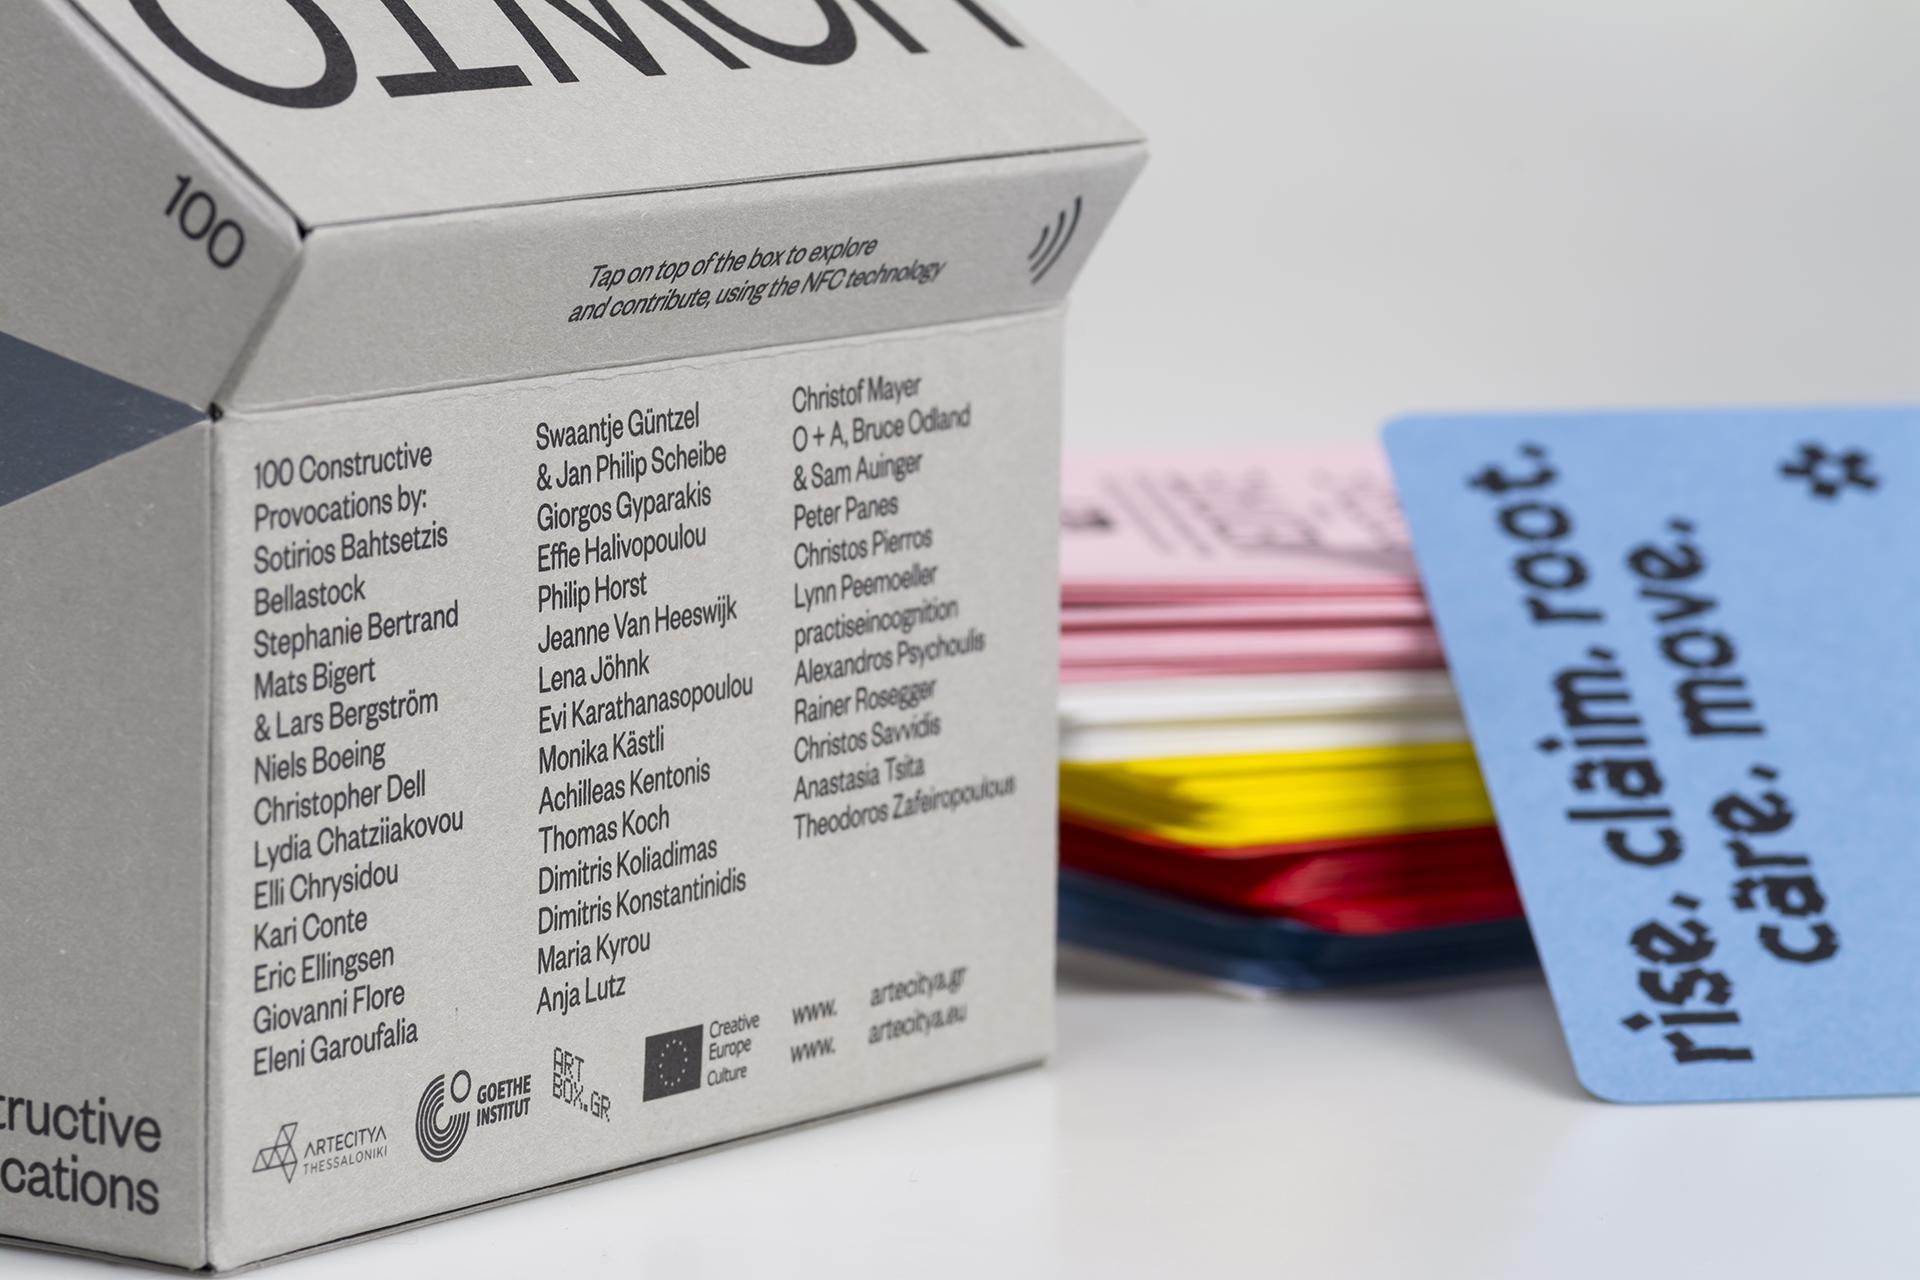 100
Tap on top of the box to explore
and contribute, using the NFC technology
100 Constructive
Provocations by:
Sotirios Bahtsetzis
Bellastock
Stephanie Bertrand
Mats Bigert
& Lars Bergström
Niels Boeing
Christopher Dell
Lydia Chatziiakovou
Elli Chrysidou
Kari Conte
Eric Ellingsen
Giovanni Flore
Eleni Garoufalia
Swaantje Güntzel
& Jan Philip Scheibe
Giorgos Gyparakis
Effie Halivopoulou
Philip Horst
Jeanne Van Heeswijk
Lena Jöhnk
Evi Karathanasopoulou
Monika Kästli
Achilleas Kentonis
Thomas Koch
Dimitris Koliadimas
Dimitris Konstantinidis
Maria Kyrou
Anja Lutz
Christof Mayer
O + A, Bruce Odland
& Sam Auinger
Peter Panes
Christos Pierros
Lynn Peemoeller
practiseincognition
Alexandros Psychoulis
Rainer Rosegger
Christos Savvidis
Anastasia Tsita
Theodoros Zafeiropoulous
www. artecitya.gr
www. artecitya.eu
ARTECITYA
THESSALONIKI
GOETHE
INSTITUT
ART
BOX.GR
Creative
Europe
Culture
tructive
cations
rise. claim. root.
care. move.